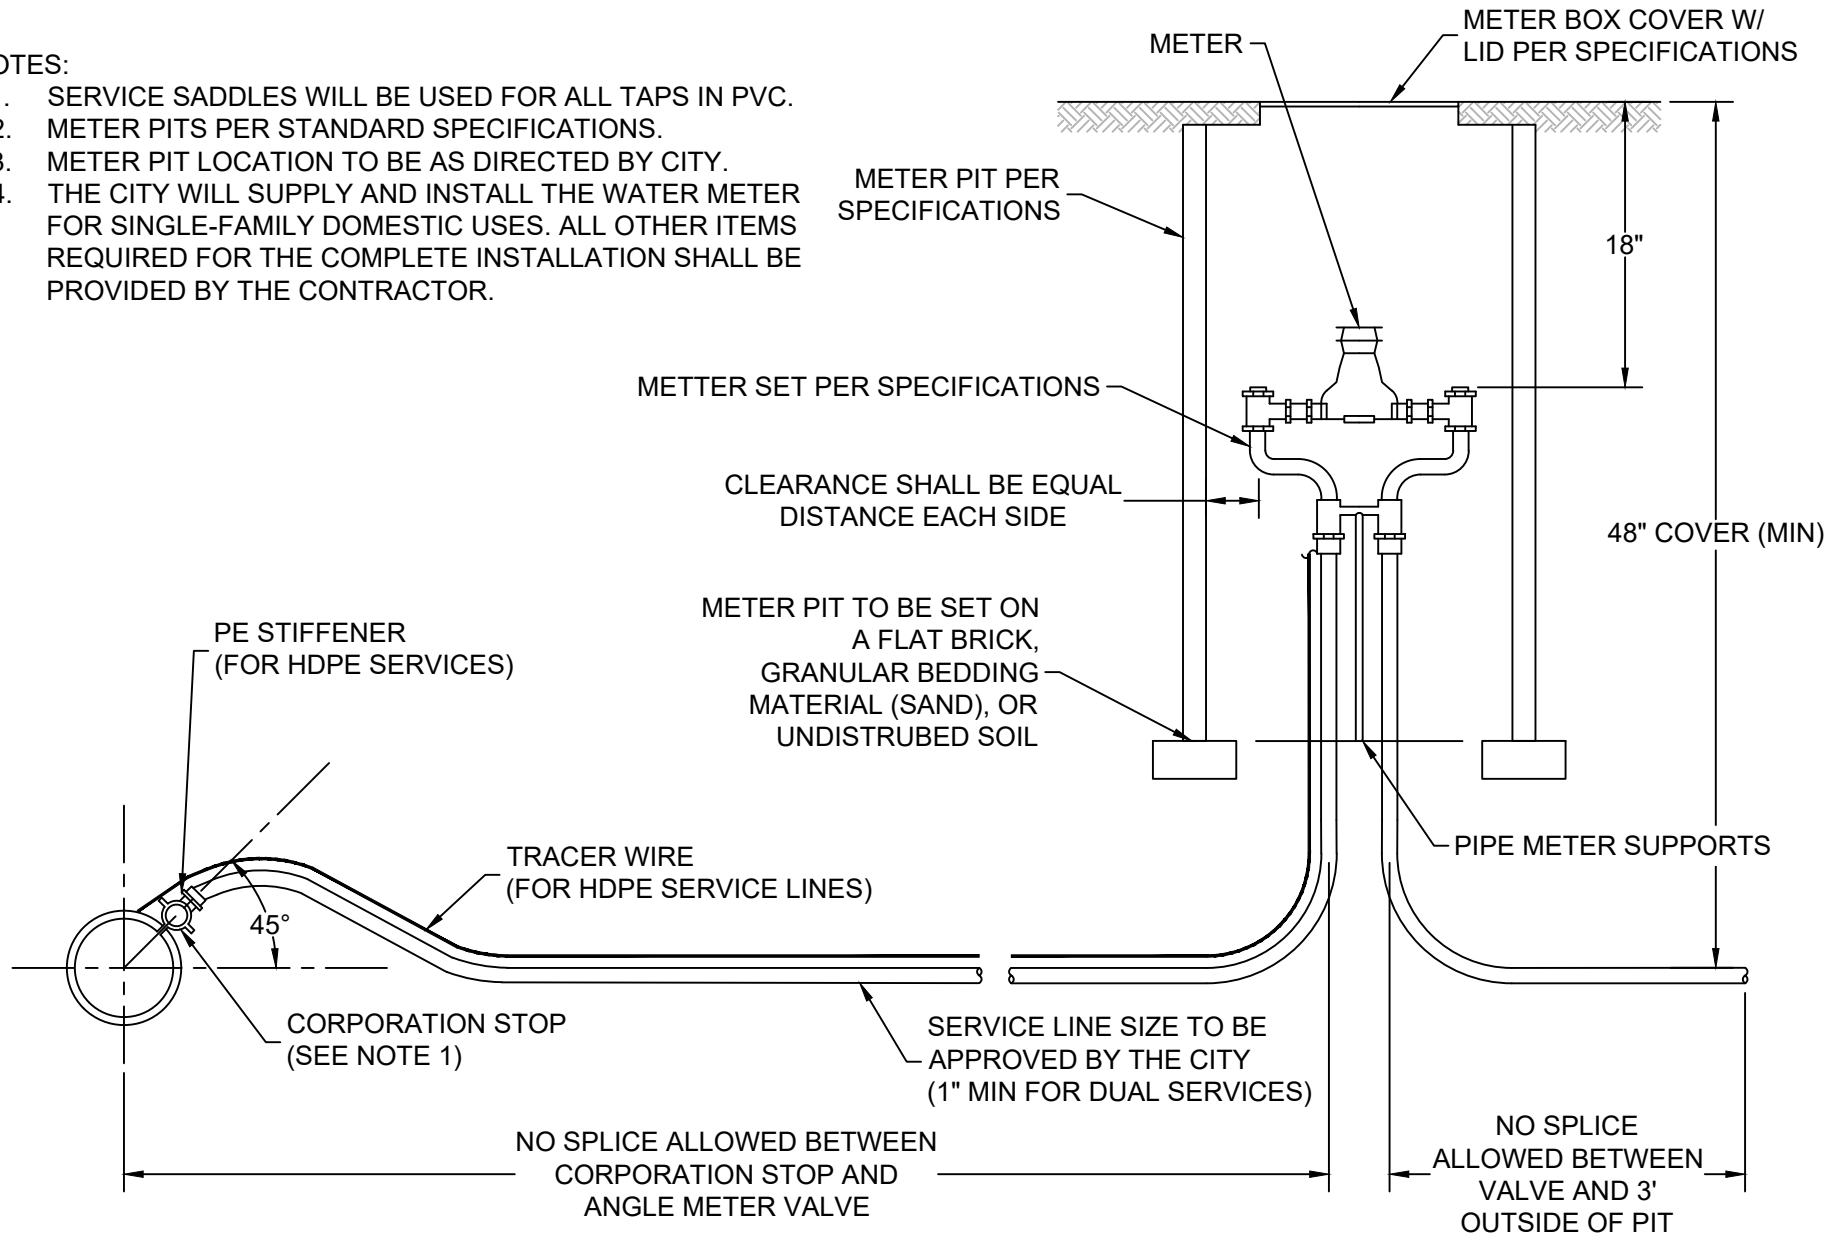 OTES:
. SERVICE SADDLES WILL BE USED FOR ALL TAPS IN PVC.
2. METER PITS PER STANDARD SPECIFICATIONS.
3. METER PIT LOCATION TO BE AS DIRECTED BY CITY.
4. THE CITY WILL SUPPLY AND INSTALL THE WATER METER
FOR SINGLE-FAMILY DOMESTIC USES. ALL OTHER ITEMS
REQUIRED FOR THE COMPLETE INSTALLATION SHALL BE
PROVIDED BY THE CONTRACTOR.
METER
METER BOX COVER W/
LID PER SPECIFICATIONS
METER PIT PER
SPECIFICATIONS
18"
METTER SET PER SPECIFICATIONS
CLEARANCE SHALL BE EQUAL
DISTANCE EACH SIDE
48" COVER (MIN)
METER PIT TO BE SET ON
A FLAT BRICK,
GRANULAR BEDDING
MATERIAL (SAND), OR
UNDISTRUBED SOIL
PE STIFFENER
(FOR HDPE SERVICES)
PIPE METER SUPPORTS
TRACER WIRE
(FOR HDPE SERVICE LINES)
45°
CORPORATION STOP
(SEE NOTE 1)
SERVICE LINE SIZE TO BE
APPROVED BY THE CITY
(1" MIN FOR DUAL SERVICES)
NO SPLICE ALLOWED BETWEEN
CORPORATION STOP AND
ANGLE METER VALVE
NO SPLICE
ALLOWED BETWEEN
VALVE AND 3'
OUTSIDE OF PIT